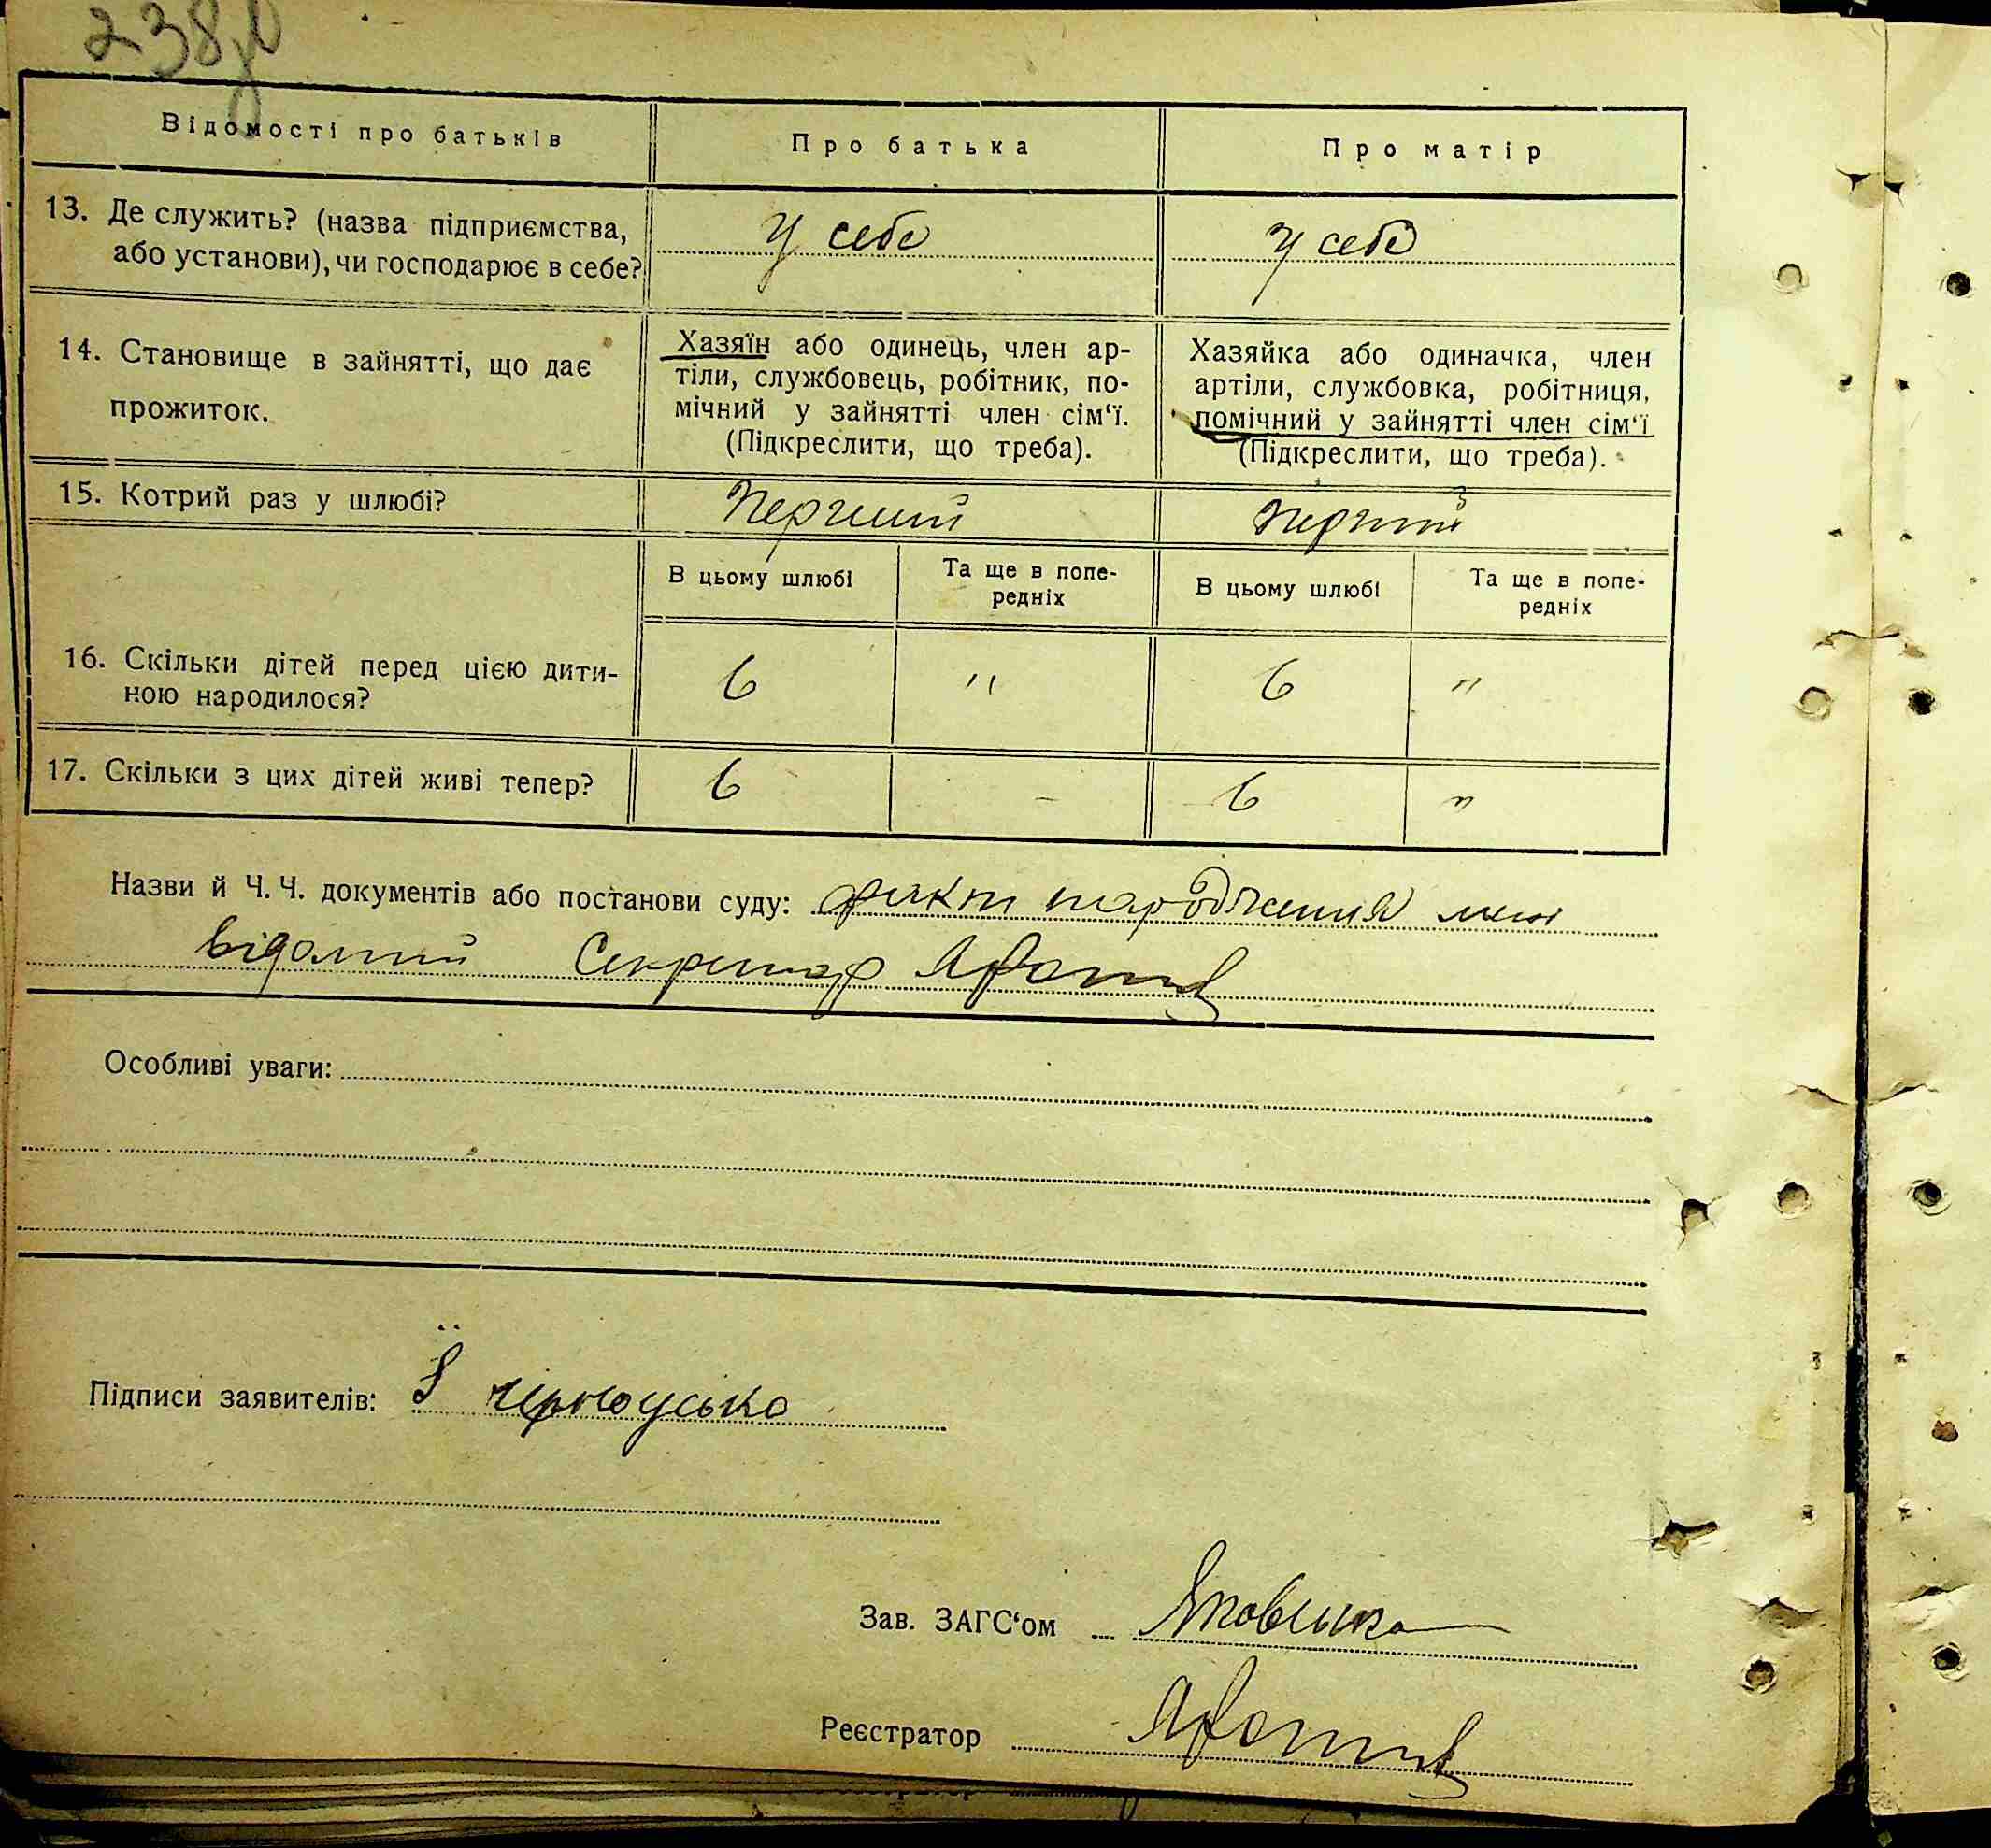 238
Відомості про батьків
Про батька
Про матір
13. Де служить? (назва підприємства,
або установи), чи господарює в себе?
у себе
у себе
14. Становище в зайнятті, що дає
прожиток.
Хазяїн або одинець, член ар-
тіли, службовець, робітник, по-
мічний у зайнятті член сім‘ї.
(Підкреслити, що треба).
Хазяйка або одиначка, член
артіли, службовка, робітниця,
помічний у зайнятті член сім‘ї
(Підкреслити, що треба).
15. Котрий раз у шлюбі?
Перший
перший
В цьому шлюбі
Та ще в попе-
редніх
В цьому шлюбі
Та ще в попе-
редніх
16. Скільки дітей перед цією дити-
ною народилося?
6
"
6
"
17. Скільки з цих дітей живі тепер?
6
-
6
"
Назви й Ч. Ч. документів або постанови суду: факт народження мені
відомий Секретар
Особливі уваги:
Підписи заявителів:
Зав. ЗАГС‘ом
Реєстратор